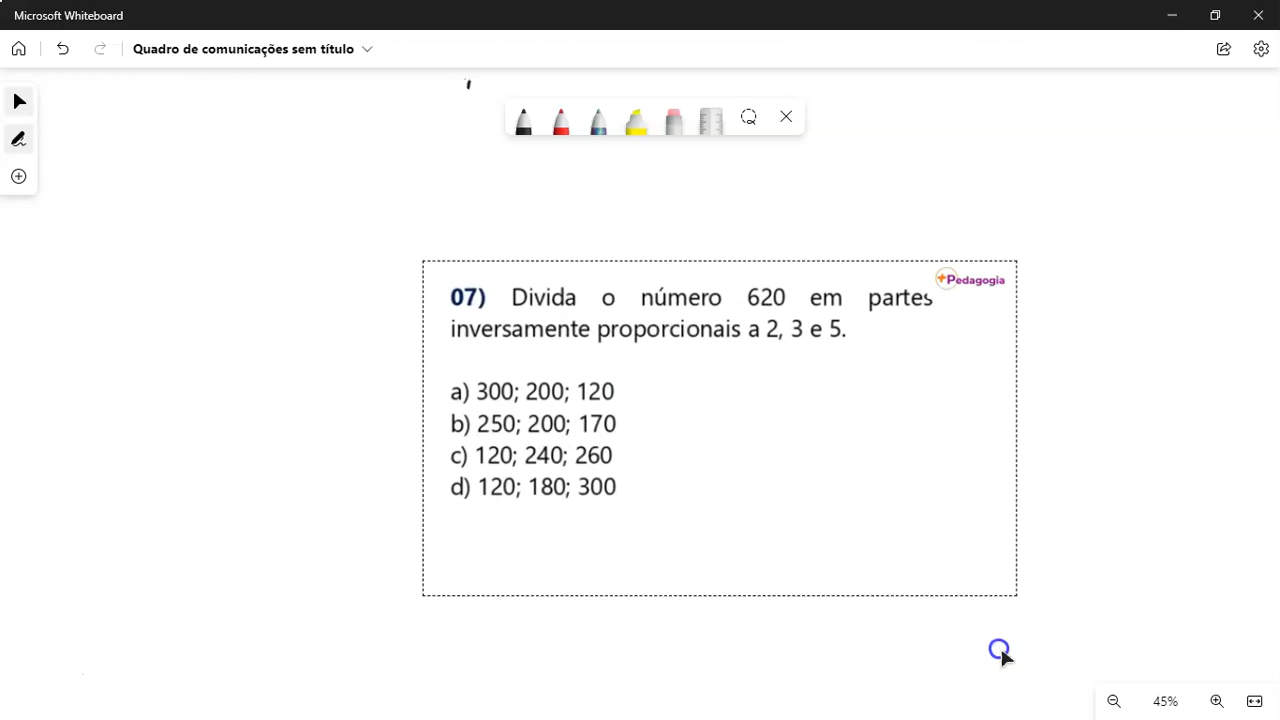 Microsoft Whiteboard
Quadro de comunicações sem título
+Pedagogia
07) Divida o número 620 em partes
inversamente proporcionais a 2, 3 e 5.
a) 300; 200; 120
b) 250; 200; 170
c) 120; 240; 260
d) 120; 180; 300
45%